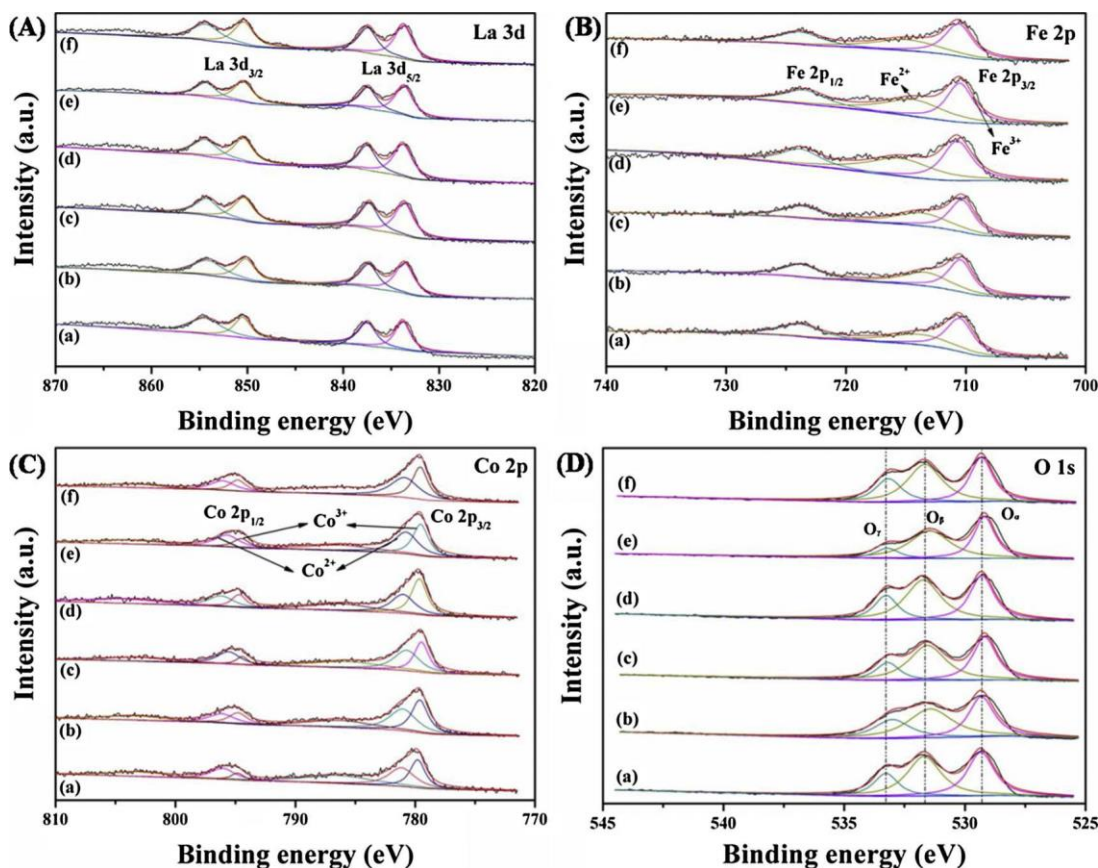 (A) La 3d
(f)
La 3d3/2 La 3d5/2
(e)
(d)
(c)
(b)
(a)
870 860 850 840 830 820
Binding energy (eV)
Intensity (a.u.)
(B) Fe 2p
(f)
Fe 2p1/2 Fe2+ Fe 2p3/2
(e)
Fe3+
(d)
(c)
(b)
(a)
740 730 720 710 700
Binding energy (eV)
Intensity (a.u.)
(C) Co 2p
(f)
Co 2p1/2 Co3+ Co 2p3/2
(e)
Co2+
(d)
(c)
(b)
(a)
810 800 790 780 770
Binding energy (eV)
Intensity (a.u.)
(D) O 1s
(f)
Oγ Oβ Oα
(e)
(d)
(c)
(b)
(a)
545 540 535 530 525
Binding energy (eV)
Intensity (a.u.)